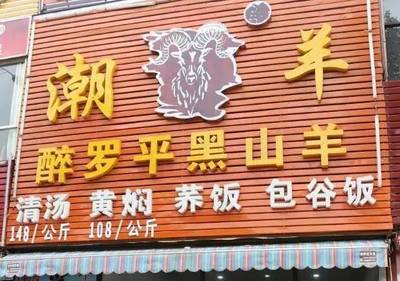 潮 羊
醉罗平黑山羊
清汤 黄焖 荞饭 包谷饭
148/公斤 108/公斤